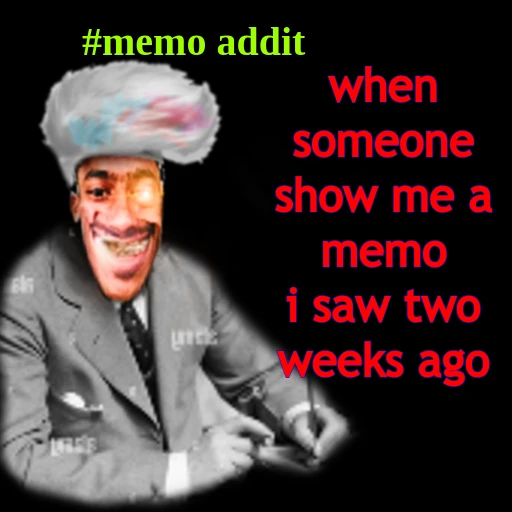 #memo addit
when
someone
show me a
memo
i saw two
weeks ago